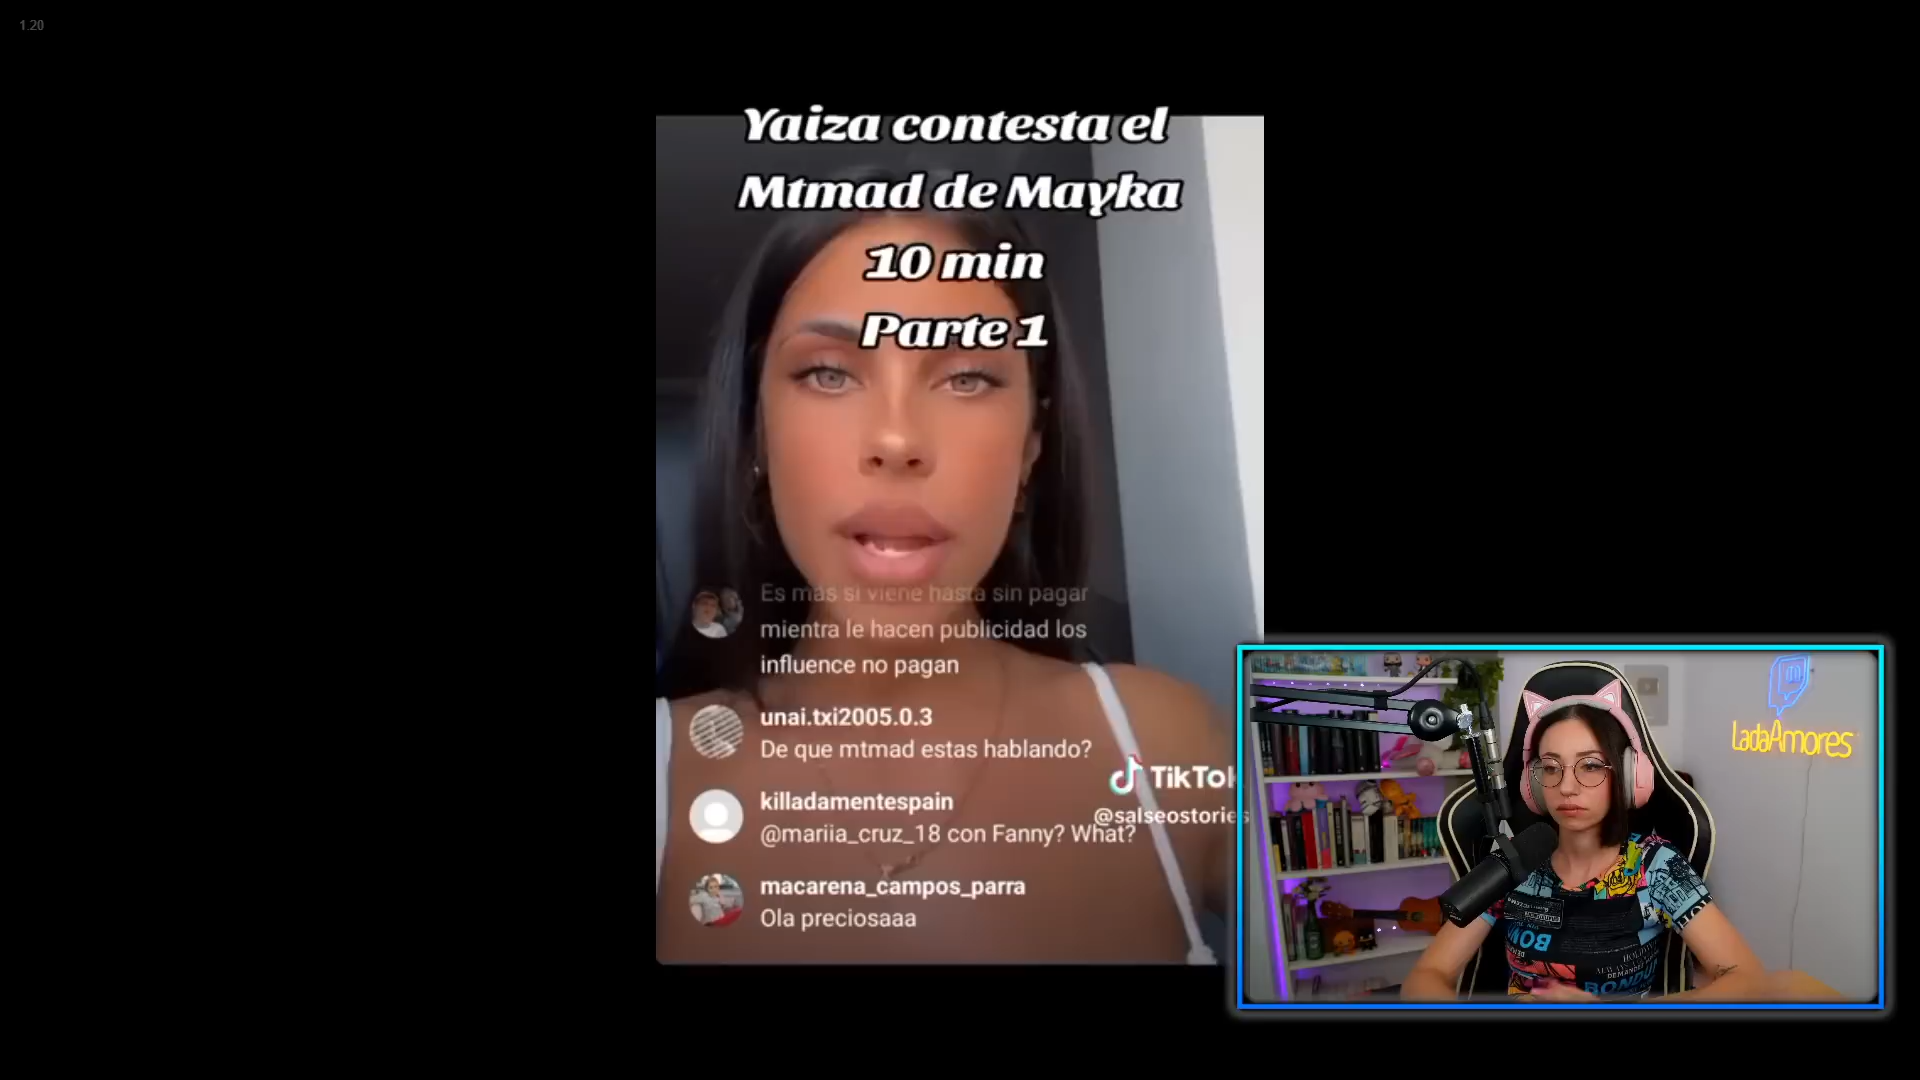 1.20
Yaiza contesta el
Mtmad de Mayka
10 min
Parte 1
Es mas si viene hasta sin pagar
mientra le hacen publicidad los
influence no pagan
unai.txi2005.0.3
De que mtmad estas hablando?
killadamentespain
@mariia_cruz_18 con Fanny? What?
macarena_campos_parra
Ola preciosaaa
TikTok
@salseostories
LadaAmores
BONDU